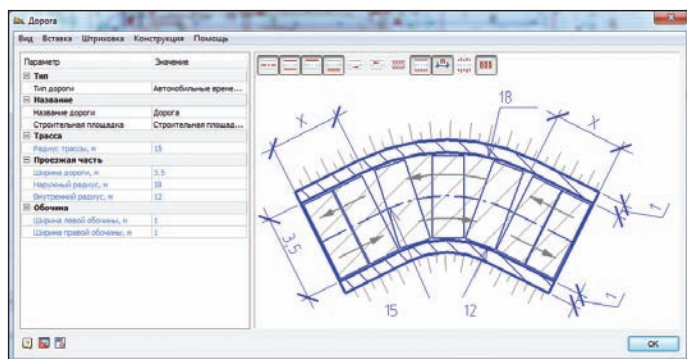 Дорога
Вид Вставка Штриховка Конструкция Помощь
Параметр Значение
Тип
Тип дороги Автомобильные време...
Название
Название дороги Дорога
Строительная площадка Строительная площад...
Трасса
Радиус трассы, м 15
Проезжая часть
Ширина дороги, м 3.5
Наружный радиус, м 18
Внутренний радиус, м 12
Обочина
Ширина левой обочины, м 1
Ширина правой обочины, м 1
18
X
X
3,5
1
15
12
1
OK